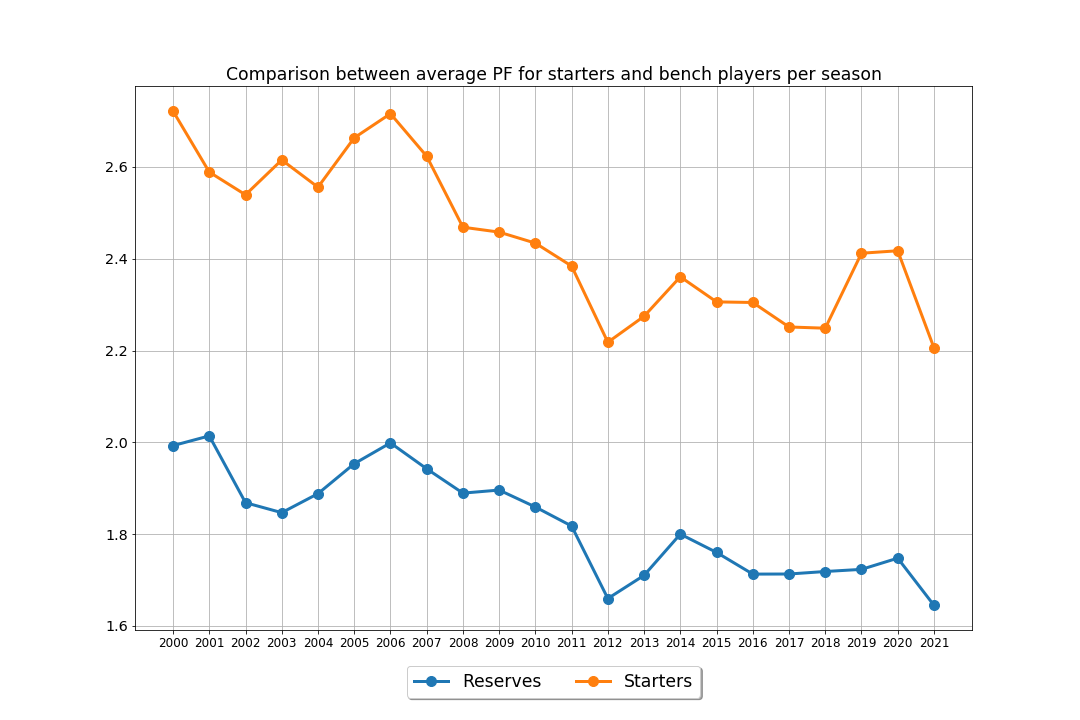 Comparison between average PF for starters and bench players per season
2.6
2.4
2.2
2.0
1.8
1.6
2000 2001 2002 2003 2004 2005 2006 2007 2008 2009 2010 2011 2012 2013 2014 2015 2016 2017 2018 2019 2020 2021
Reserves Starters